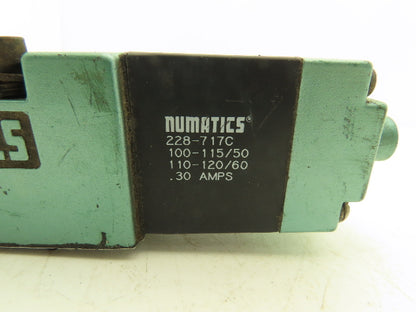 NUMATICS®
228-717C
100-115/50
110-120/60
.30 AMPS